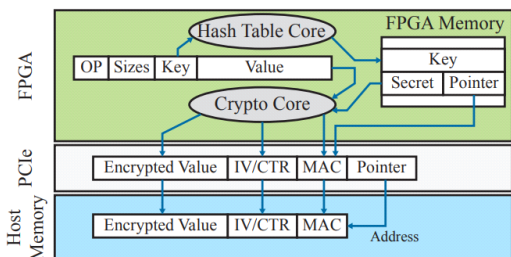 FPGA Memory
Hash Table Core
Key
OP Sizes Key Value
Secret Pointer
FPGA
Crypto Core
Encrypted Value IV/CTR MAC Pointer
PCIe
Encrypted Value IV/CTR MAC
Address
Host
Memory